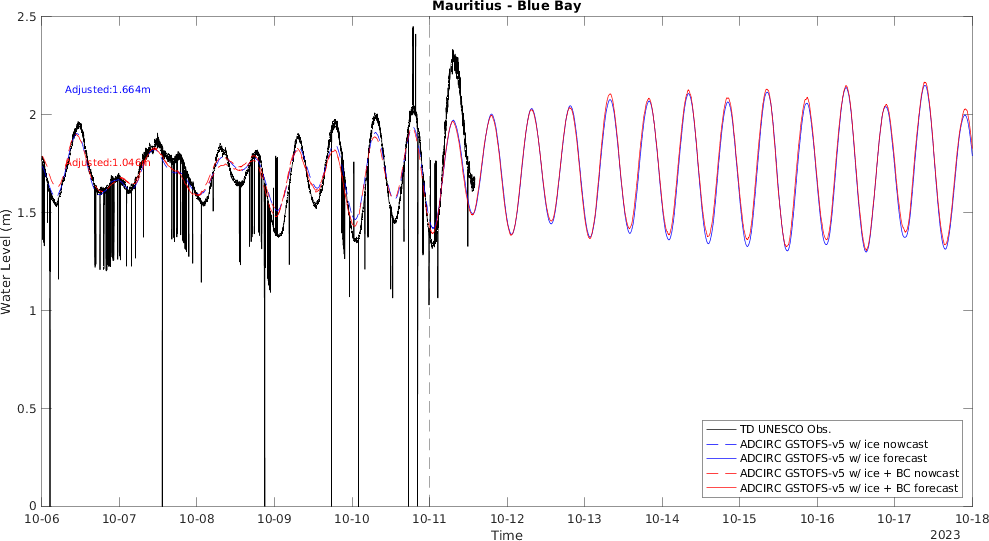 Mauritius - Blue Bay
2.5
2
1.5
1
0.5
0
Water Level (m)
Adjusted:1.664m
Adjusted:1.046m
TD UNESCO Obs.
ADCIRC GSTOFS-v5 w/ ice nowcast
ADCIRC GSTOFS-v5 w/ ice forecast
ADCIRC GSTOFS-v5 w/ ice + BC nowcast
ADCIRC GSTOFS-v5 w/ ice + BC forecast
10-06 10-07 10-08 10-09 10-10 10-11 10-12 10-13 10-14 10-15 10-16 10-17 10-18
Time
2023